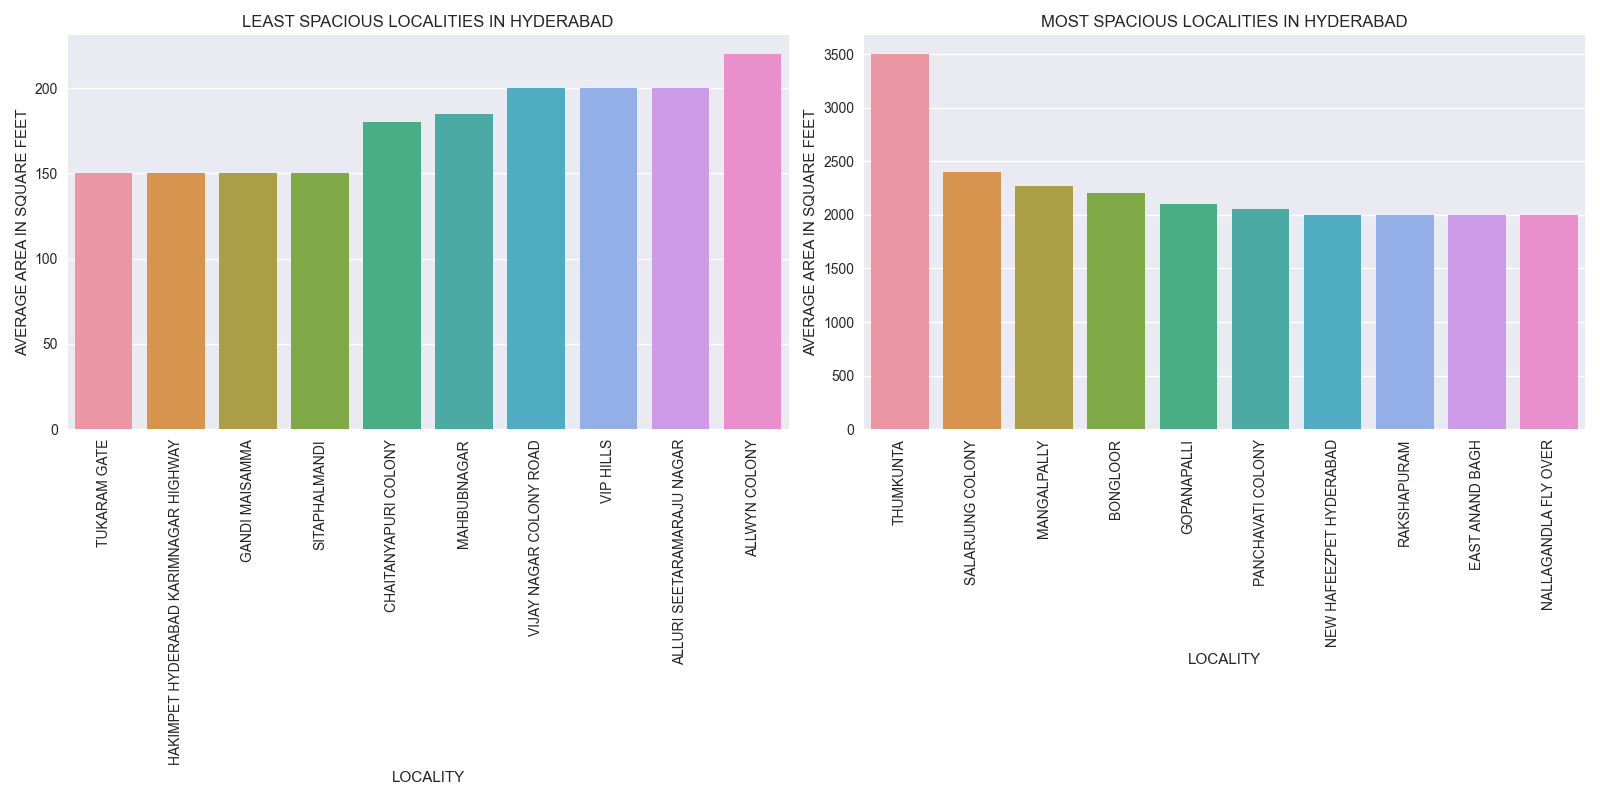 LEAST SPACIOUS LOCALITIES IN HYDERABAD
AVERAGE AREA IN SQUARE FEET
200
150
100
50
0
TUKARAM GATE
HAKIMPET HYDERABAD KARIMNAGAR HIGHWAY
GANDI MAISAMMA
SITAPHALMANDI
CHAITANYAPURI COLONY
MAHBUBNAGAR
VIJAY NAGAR COLONY ROAD
VIP HILLS
ALLURI SEETARAMARAJU NAGAR
ALLWYN COLONY
LOCALITY
MOST SPACIOUS LOCALITIES IN HYDERABAD
AVERAGE AREA IN SQUARE FEET
3500
3000
2500
2000
1500
1000
500
0
THUMKUNTA
SALARJUNG COLONY
MANGALPALLY
BONGLOOR
GOPANAPALLI
PANCHAVATI COLONY
NEW HAFEEZPET HYDERABAD
RAKSHAPURAM
EAST ANAND BAGH
NALLAGANDLA FLY OVER
LOCALITY